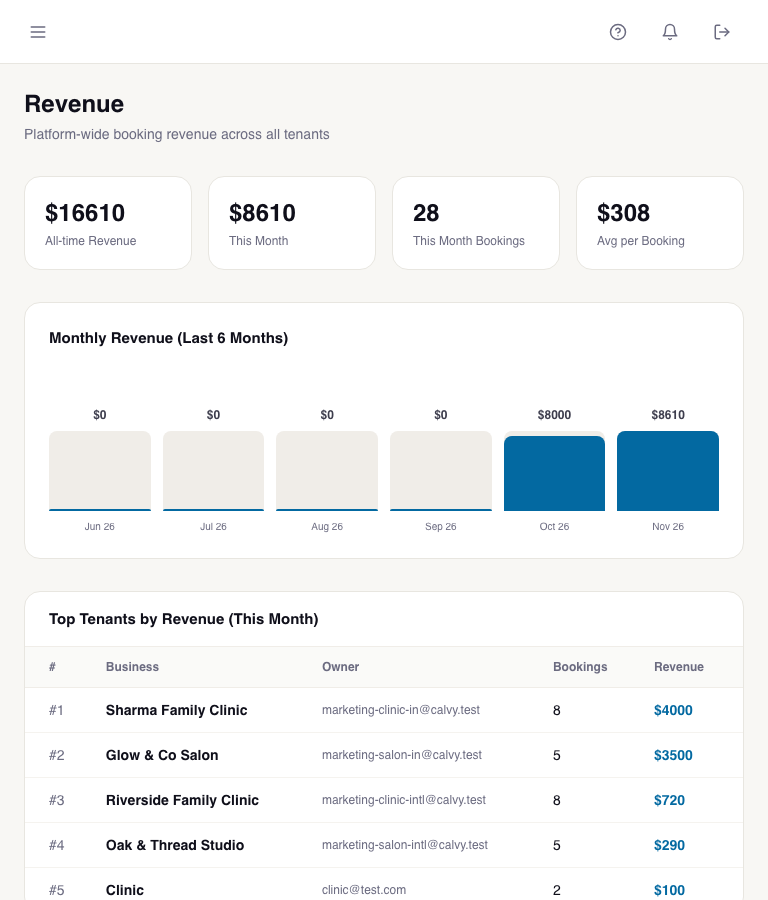 Revenue
Platform-wide booking revenue across all tenants
$16610
All-time Revenue
$8610
This Month
28
This Month Bookings
$308
Avg per Booking
Monthly Revenue (Last 6 Months)
$0 $0 $0 $0 $8000 $8610
Jun 26 Jul 26 Aug 26 Sep 26 Oct 26 Nov 26
Top Tenants by Revenue (This Month)
# Business Owner Bookings Revenue
#1 Sharma Family Clinic marketing-clinic-in@calvy.test 8 $4000
#2 Glow & Co Salon marketing-salon-in@calvy.test 5 $3500
#3 Riverside Family Clinic marketing-clinic-intl@calvy.test 8 $720
#4 Oak & Thread Studio marketing-salon-intl@calvy.test 5 $290
#5 Clinic clinic@test.com 2 $100